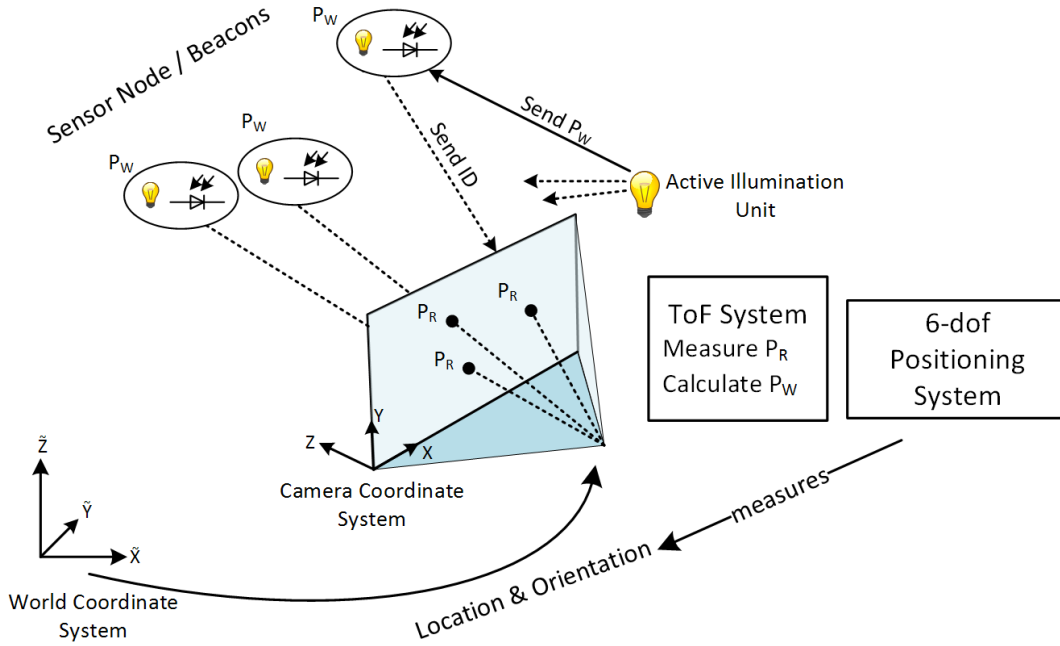 Sensor Node / Beacons
P_W
P_W
P_W
Send P_W
Send ID
Active Illumination
Unit
P_R
P_R
P_R
ToF System
Measure P_R
Calculate P_W
6-dof
Positioning
System
Y
Z
X
Camera Coordinate
System
Z̃
Ỹ
X̃
World Coordinate
System
measures
Location & Orientation